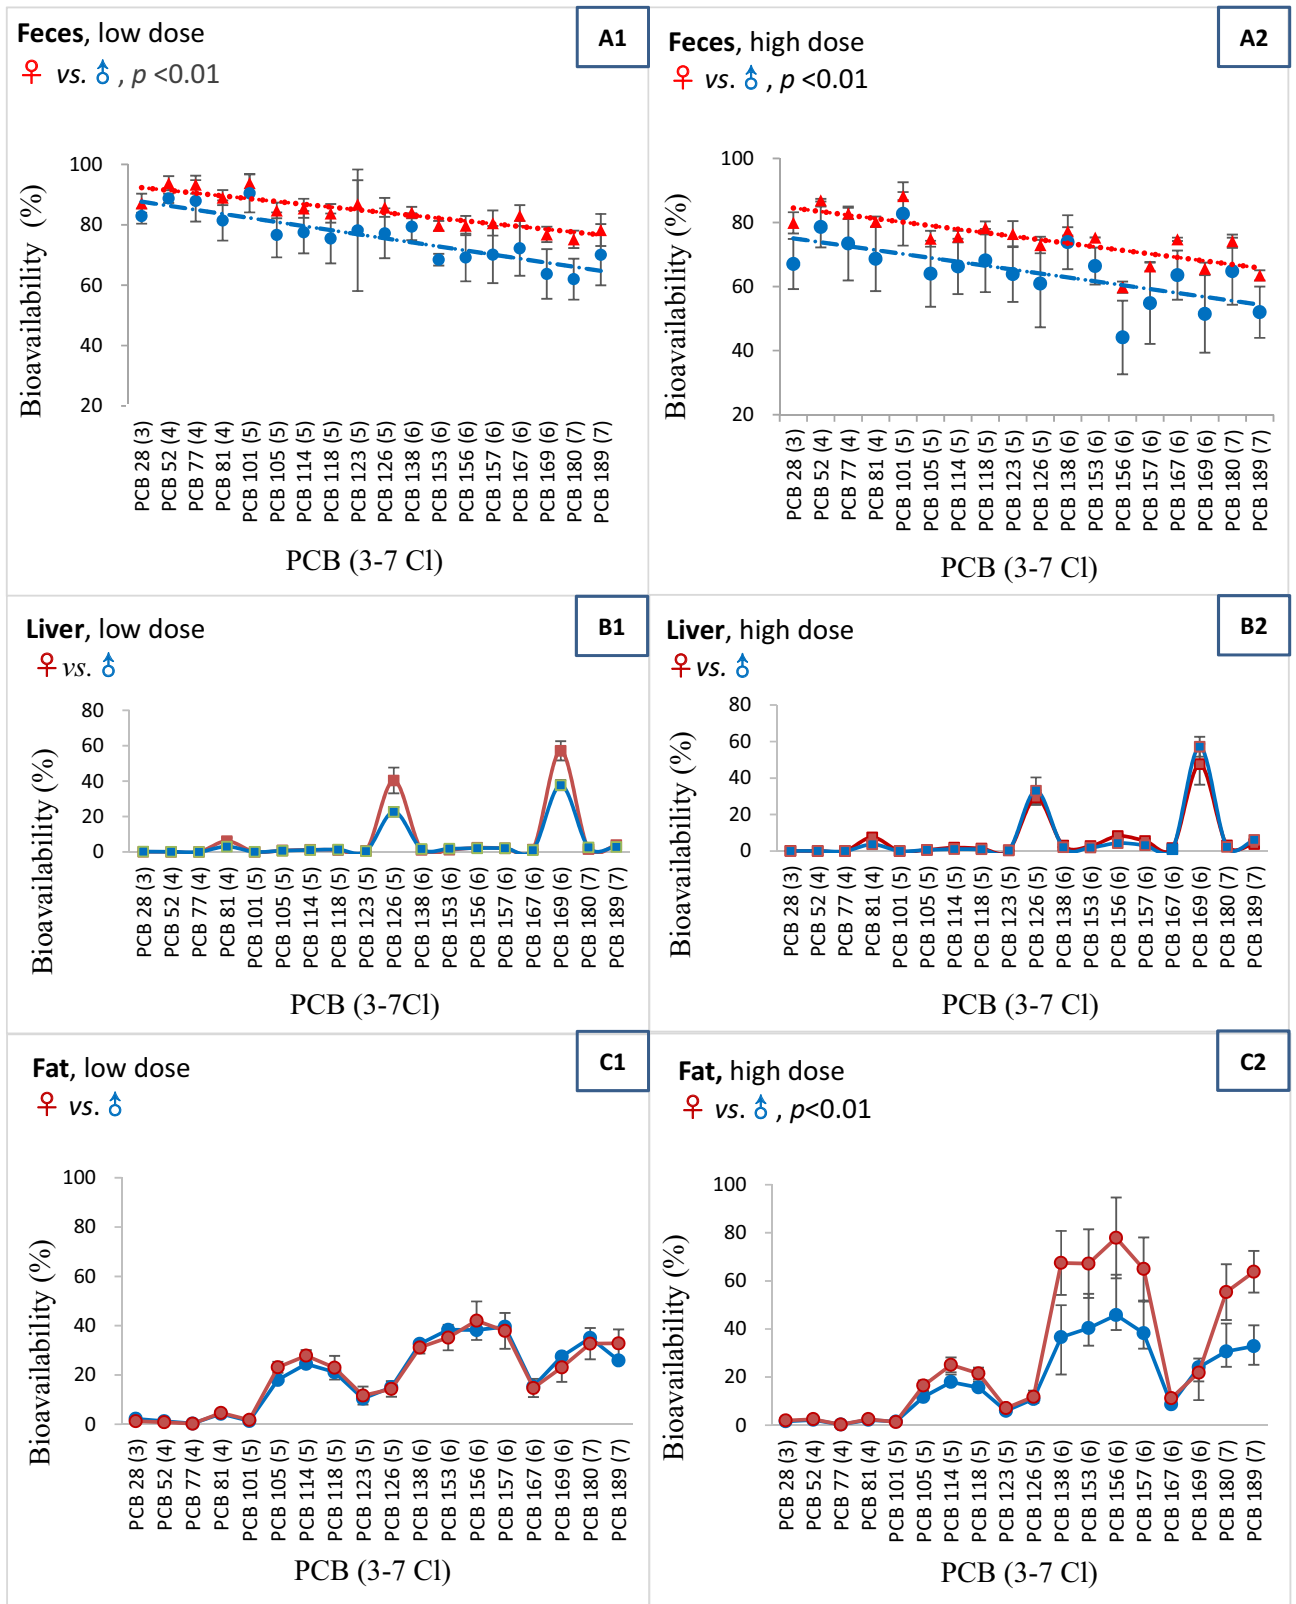 Feces, low dose
♀ vs. ♂, p <0.01
A1
Bioavailability (%)
100
80
60
40
20
PCB 28 (3)
PCB 52 (4)
PCB 77 (4)
PCB 81 (4)
PCB 101 (5)
PCB 105 (5)
PCB 114 (5)
PCB 118 (5)
PCB 123 (5)
PCB 126 (5)
PCB 138 (6)
PCB 153 (6)
PCB 156 (6)
PCB 157 (6)
PCB 167 (6)
PCB 169 (6)
PCB 180 (7)
PCB 189 (7)
PCB (3-7 Cl)
Feces, high dose
♀ vs. ♂, p <0.01
A2
Bioavailability (%)
100
80
60
40
20
PCB 28 (3)
PCB 52 (4)
PCB 77 (4)
PCB 81 (4)
PCB 101 (5)
PCB 105 (5)
PCB 114 (5)
PCB 118 (5)
PCB 123 (5)
PCB 126 (5)
PCB 138 (6)
PCB 153 (6)
PCB 156 (6)
PCB 157 (6)
PCB 167 (6)
PCB 169 (6)
PCB 180 (7)
PCB 189 (7)
PCB (3-7 Cl)
Liver, low dose
♀ vs. ♂
B1
Bioavailability (%)
80
60
40
20
0
PCB 28 (3)
PCB 52 (4)
PCB 77 (4)
PCB 81 (4)
PCB 101 (5)
PCB 105 (5)
PCB 114 (5)
PCB 118 (5)
PCB 123 (5)
PCB 126 (5)
PCB 138 (6)
PCB 153 (6)
PCB 156 (6)
PCB 157 (6)
PCB 167 (6)
PCB 169 (6)
PCB 180 (7)
PCB 189 (7)
PCB (3-7Cl)
Liver, high dose
♀ vs. ♂
B2
Bioavailability (%)
80
60
40
20
0
PCB 28 (3)
PCB 52 (4)
PCB 77 (4)
PCB 81 (4)
PCB 101 (5)
PCB 105 (5)
PCB 114 (5)
PCB 118 (5)
PCB 123 (5)
PCB 126 (5)
PCB 138 (6)
PCB 153 (6)
PCB 156 (6)
PCB 157 (6)
PCB 167 (6)
PCB 169 (6)
PCB 180 (7)
PCB 189 (7)
PCB (3-7 Cl)
Fat, low dose
♀ vs. ♂
C1
Bioavailability (%)
100
80
60
40
20
0
PCB 28 (3)
PCB 52 (4)
PCB 77 (4)
PCB 81 (4)
PCB 101 (5)
PCB 105 (5)
PCB 114 (5)
PCB 118 (5)
PCB 123 (5)
PCB 126 (5)
PCB 138 (6)
PCB 153 (6)
PCB 156 (6)
PCB 157 (6)
PCB 167 (6)
PCB 169 (6)
PCB 180 (7)
PCB 189 (7)
PCB (3-7 Cl)
Fat, high dose
♀ vs. ♂, p<0.01
C2
Bioavailability (%)
100
80
60
40
20
0
PCB 28 (3)
PCB 52 (4)
PCB 77 (4)
PCB 81 (4)
PCB 101 (5)
PCB 105 (5)
PCB 114 (5)
PCB 118 (5)
PCB 123 (5)
PCB 126 (5)
PCB 138 (6)
PCB 153 (6)
PCB 156 (6)
PCB 157 (6)
PCB 167 (6)
PCB 169 (6)
PCB 180 (7)
PCB 189 (7)
PCB (3-7 Cl)